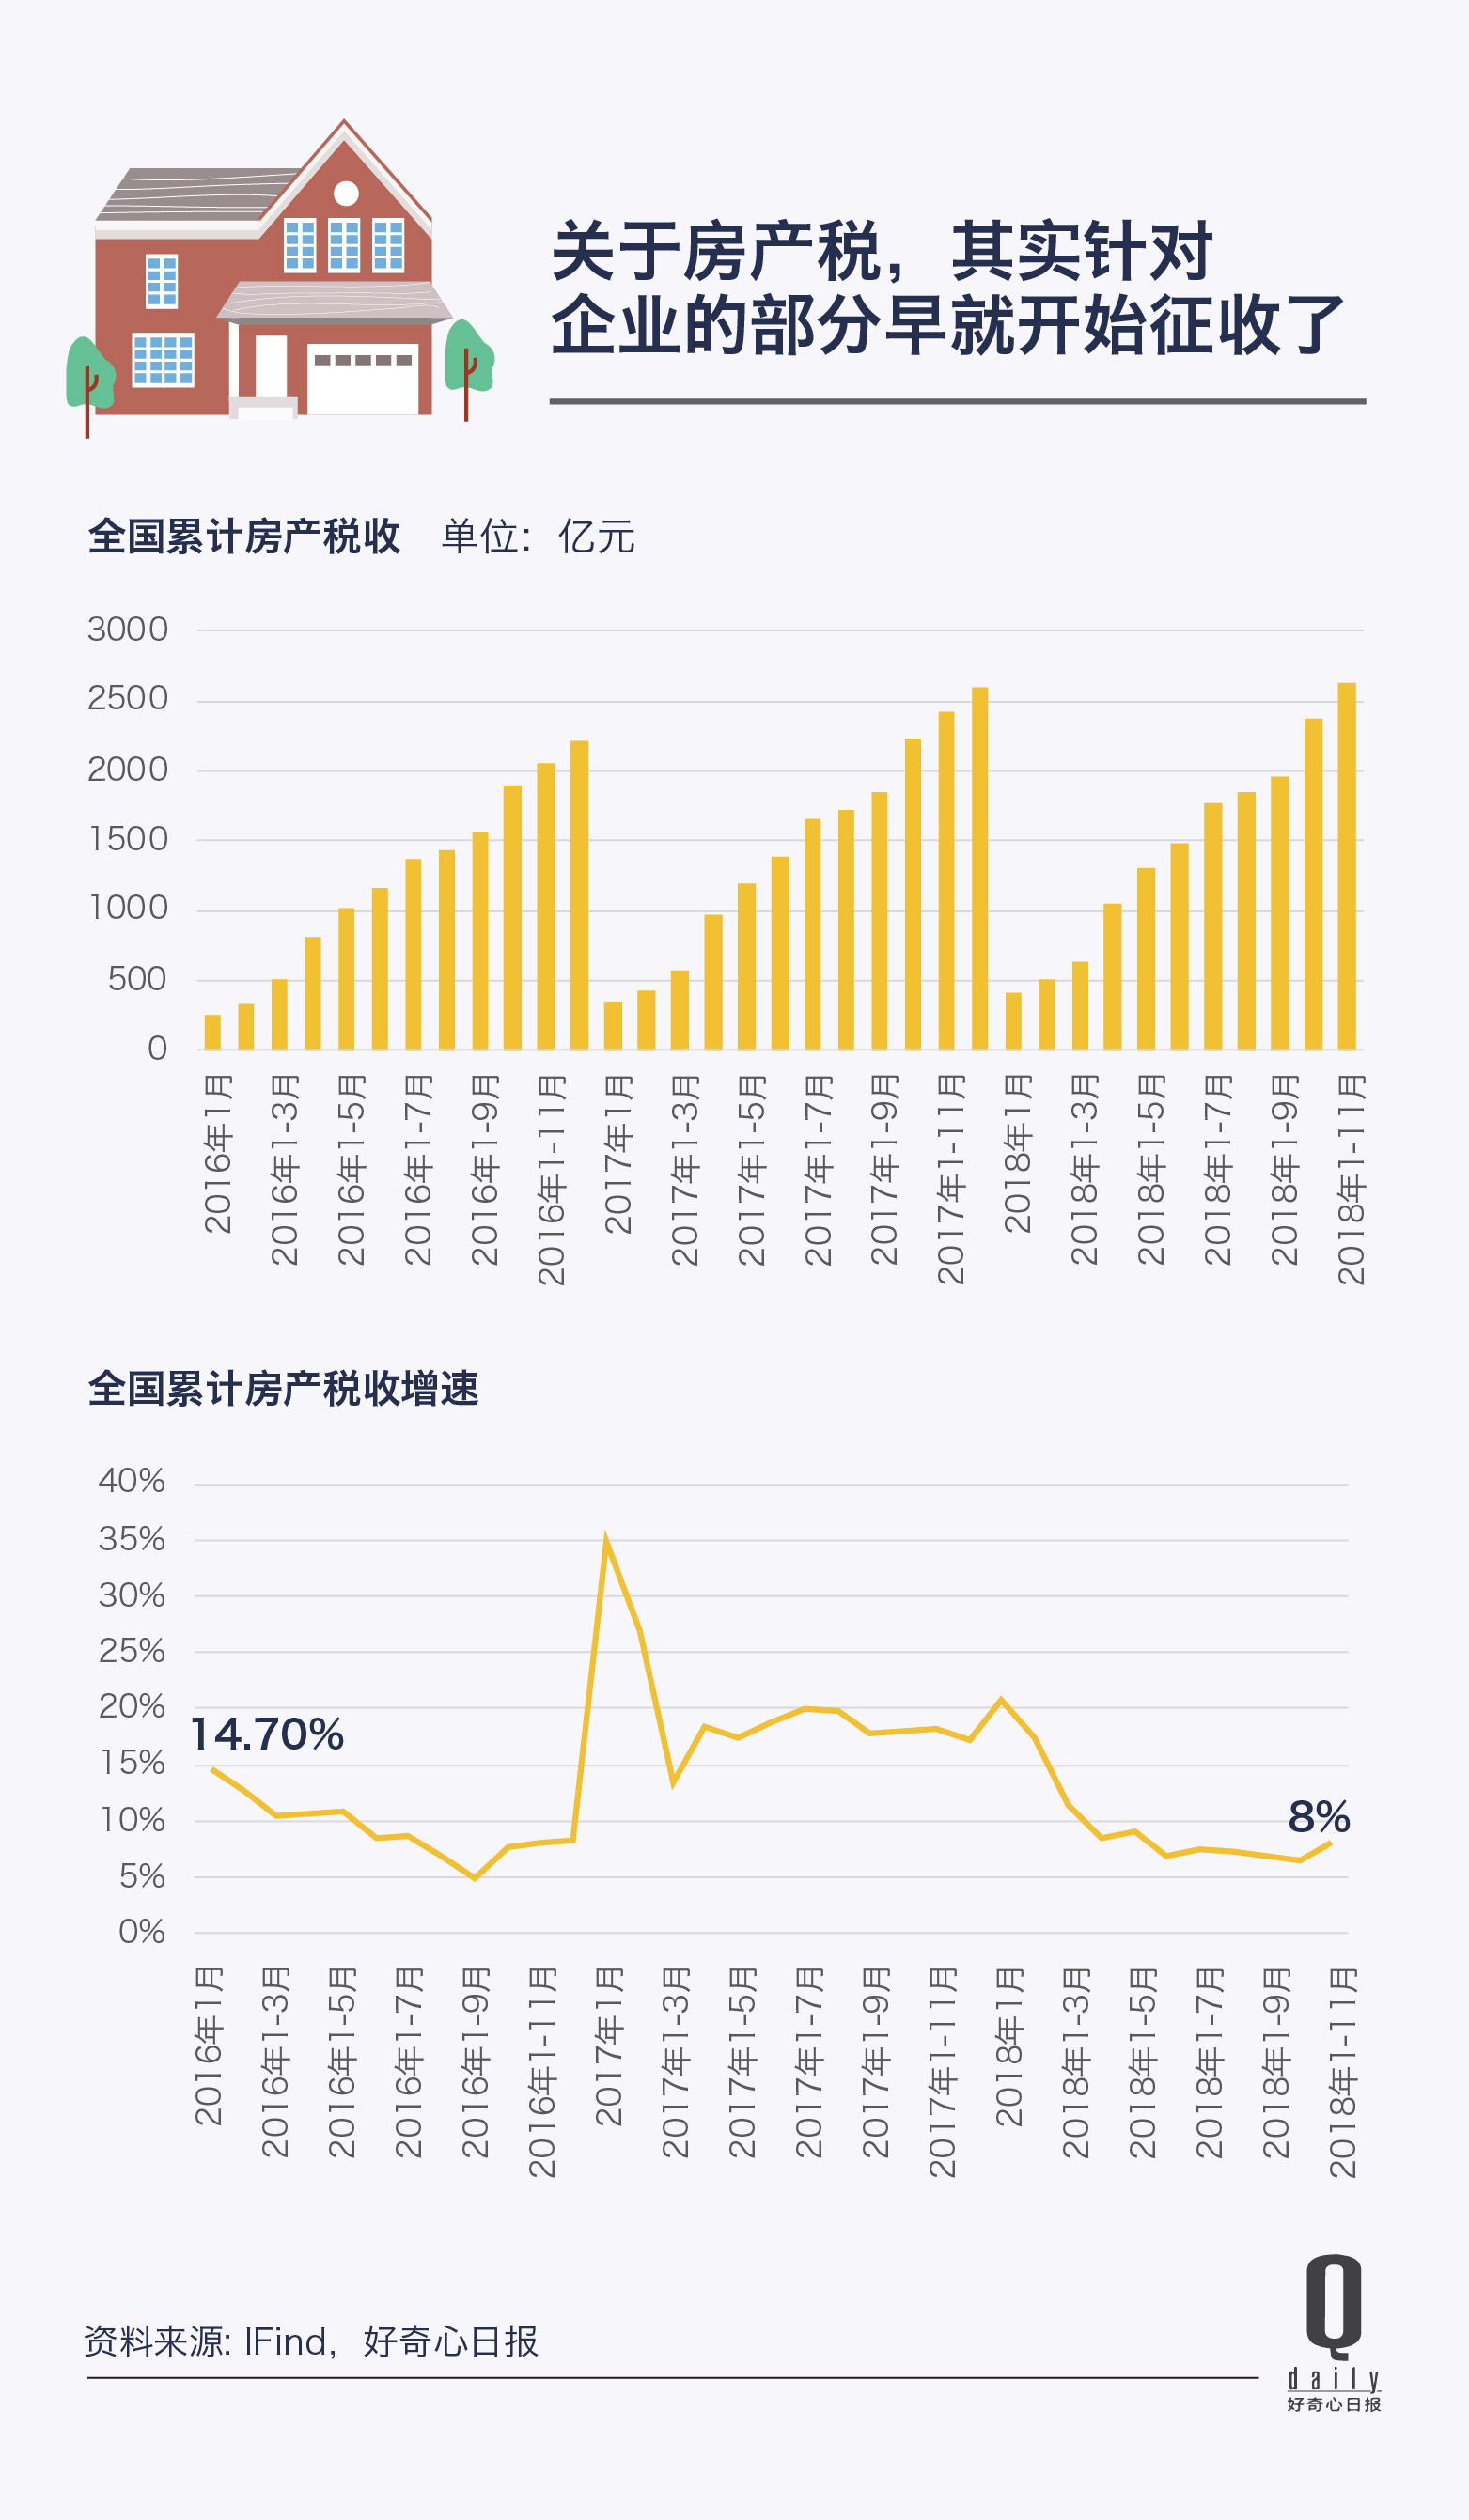 关于房产税，其实针对
企业的部分早就开始征收了
全国累计房产税收 单位：亿元
3000
2500
2000
1500
1000
500
0
2016年1月
2016年1-3月
2016年1-5月
2016年1-7月
2016年1-9月
2016年1-11月
2017年1月
2017年1-3月
2017年1-5月
2017年1-7月
2017年1-9月
2017年1-11月
2018年1月
2018年1-3月
2018年1-5月
2018年1-7月
2018年1-9月
2018年1-11月
全国累计房产税收增速
40%
35%
30%
25%
20%
14.70%
15%
10%
8%
5%
0%
2016年1月
2016年1-3月
2016年1-5月
2016年1-7月
2016年1-9月
2016年1-11月
2017年1月
2017年1-3月
2017年1-5月
2017年1-7月
2017年1-9月
2017年1-11月
2018年1月
2018年1-3月
2018年1-5月
2018年1-7月
2018年1-9月
2018年1-11月
资料来源: IFind，好奇心日报
Q
daily
好奇心日报